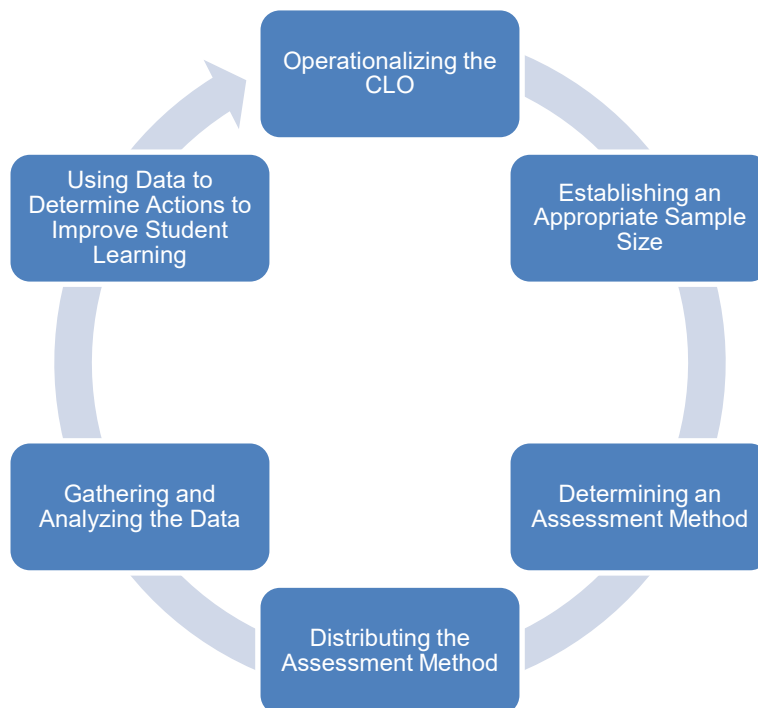 Operationalizing the
CLO
Establishing an
Appropriate Sample
Size
Determining an
Assessment Method
Distributing the
Assessment Method
Gathering and
Analyzing the Data
Using Data to
Determine Actions to
Improve Student
Learning